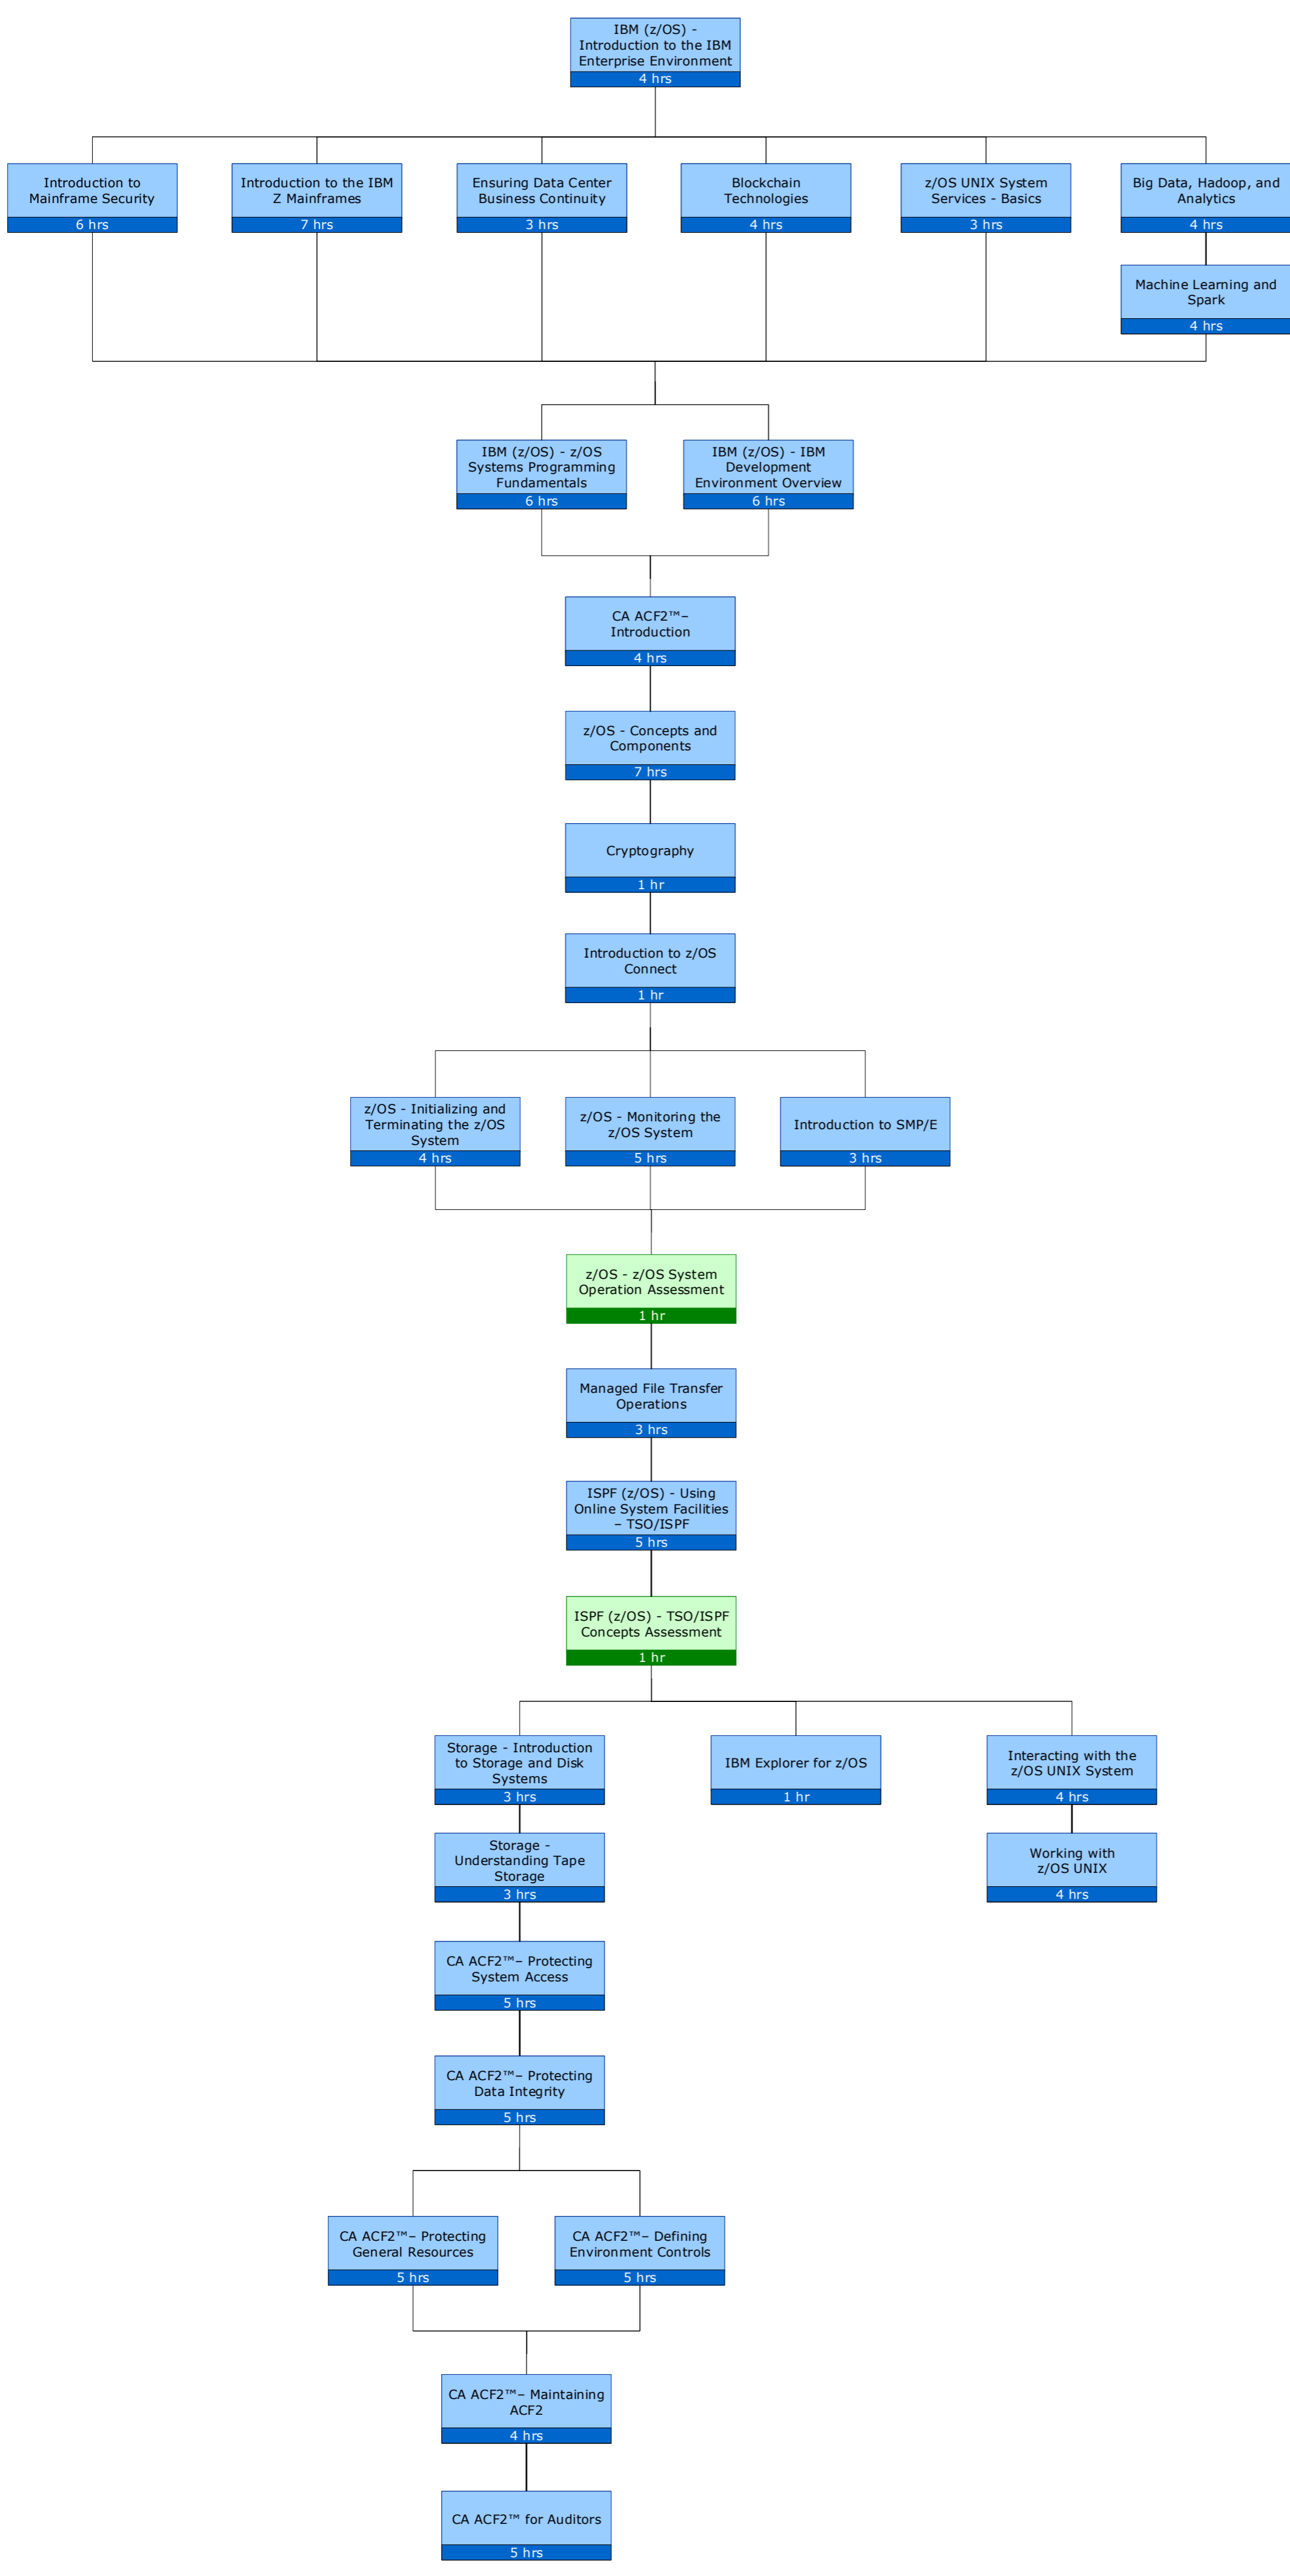 IBM (z/OS) -
Introduction to the IBM
Enterprise Environment
4 hrs
Introduction to
Mainframe Security
6 hrs
Introduction to the IBM
Z Mainframes
7 hrs
Ensuring Data Center
Business Continuity
3 hrs
Blockchain
Technologies
4 hrs
z/OS UNIX System
Services - Basics
3 hrs
Big Data, Hadoop, and
Analytics
4 hrs
Machine Learning and
Spark
4 hrs
IBM (z/OS) - z/OS
Systems Programming
Fundamentals
6 hrs
IBM (z/OS) - IBM
Development
Environment Overview
6 hrs
CA ACF2™–
Introduction
4 hrs
z/OS - Concepts and
Components
7 hrs
Cryptography
1 hr
Introduction to z/OS
Connect
1 hr
z/OS - Initializing and
Terminating the z/OS
System
4 hrs
z/OS - Monitoring the
z/OS System
5 hrs
Introduction to SMP/E
3 hrs
z/OS - z/OS System
Operation Assessment
1 hr
Managed File Transfer
Operations
3 hrs
ISPF (z/OS) - Using
Online System Facilities
– TSO/ISPF
5 hrs
ISPF (z/OS) - TSO/ISPF
Concepts Assessment
1 hr
Storage - Introduction
to Storage and Disk
Systems
3 hrs
IBM Explorer for z/OS
1 hr
Interacting with the
z/OS UNIX System
4 hrs
Storage -
Understanding Tape
Storage
3 hrs
Working with
z/OS UNIX
4 hrs
CA ACF2™– Protecting
System Access
5 hrs
CA ACF2™– Protecting
Data Integrity
5 hrs
CA ACF2™– Protecting
General Resources
5 hrs
CA ACF2™– Defining
Environment Controls
5 hrs
CA ACF2™– Maintaining
ACF2
4 hrs
CA ACF2™ for Auditors
5 hrs